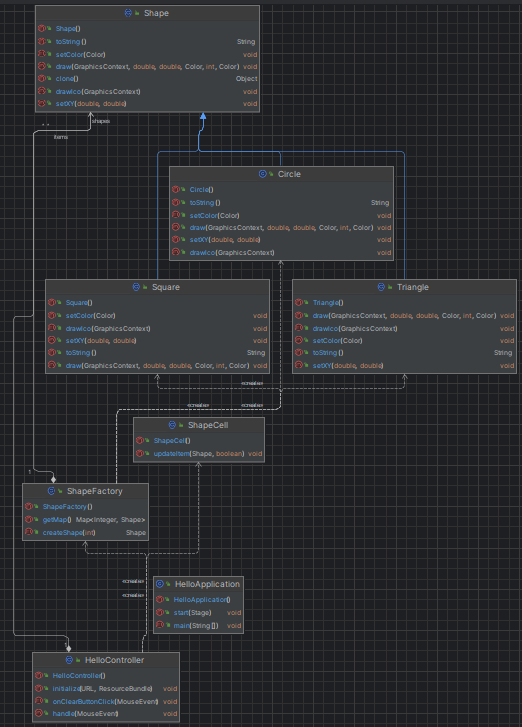 Shape
Shape()
toString() String
setColor(Color) void
draw(GraphicsContext, double, double, Color, int, Color) void
clone() Object
drawIco(GraphicsContext) void
setXY(double, double) void
shapes
* *
items
Circle
Circle()
toString() String
setColor(Color) void
draw(GraphicsContext, double, double, Color, int, Color) void
setXY(double, double) void
drawIco(GraphicsContext) void
Square
Square()
setColor(Color) void
drawIco(GraphicsContext) void
setXY(double, double) void
toString() String
draw(GraphicsContext, double, double, Color, int, Color) void
Triangle
Triangle()
draw(GraphicsContext, double, double, Color, int, Color) void
drawIco(GraphicsContext) void
setColor(Color) void
toString() String
setXY(double, double) void
«create»
«create» «create»
ShapeCell
ShapeCell()
updateItem(Shape, boolean) void
1
ShapeFactory
ShapeFactory()
getMap() Map<Integer, Shape>
createShape(int) Shape
«create»
«create»
HelloApplication
HelloApplication()
start(Stage) void
main(String[]) void
1
HelloController
HelloController()
initialize(URL, ResourceBundle) void
onClearButtonClick(MouseEvent) void
handle(MouseEvent) void